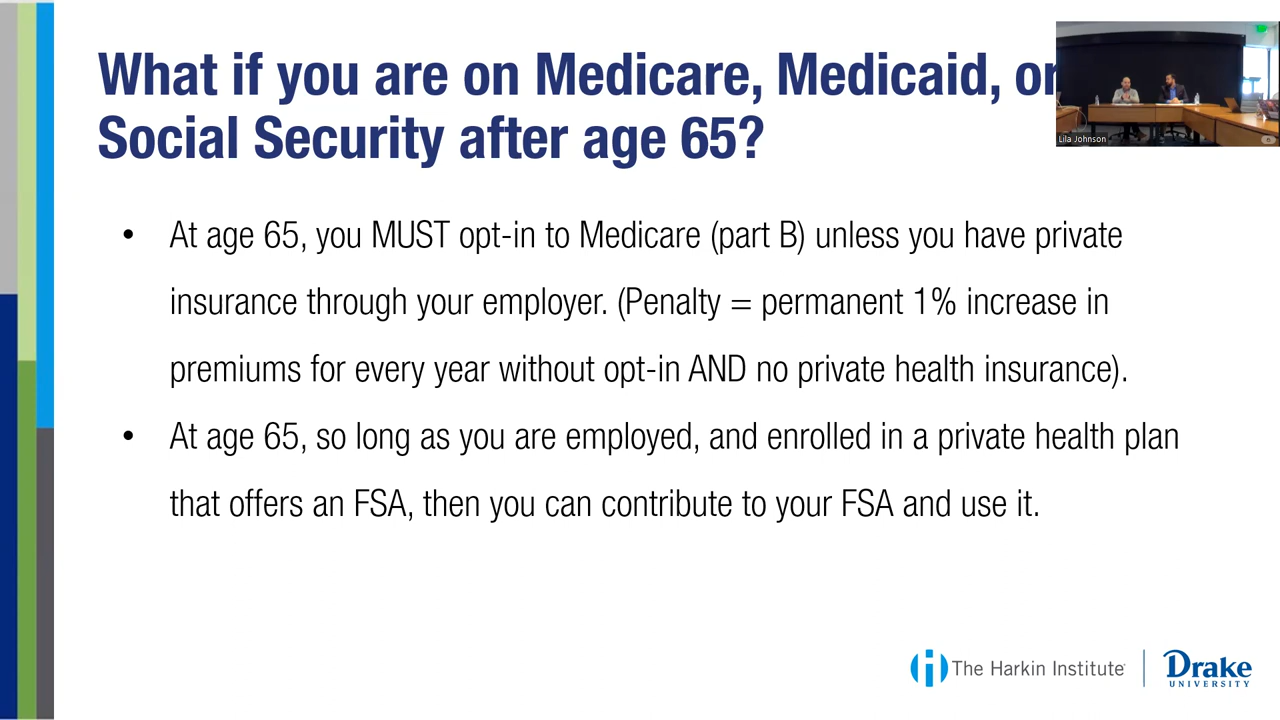 What if you are on Medicare, Medicaid, or
Social Security after age 65?
Lila Johnson
• At age 65, you MUST opt-in to Medicare (part B) unless you have private
insurance through your employer. (Penalty = permanent 1% increase in
premiums for every year without opt-in AND no private health insurance).
• At age 65, so long as you are employed, and enrolled in a private health plan
that offers an FSA, then you can contribute to your FSA and use it.
The Harkin Institute
Drake
UNIVERSITY